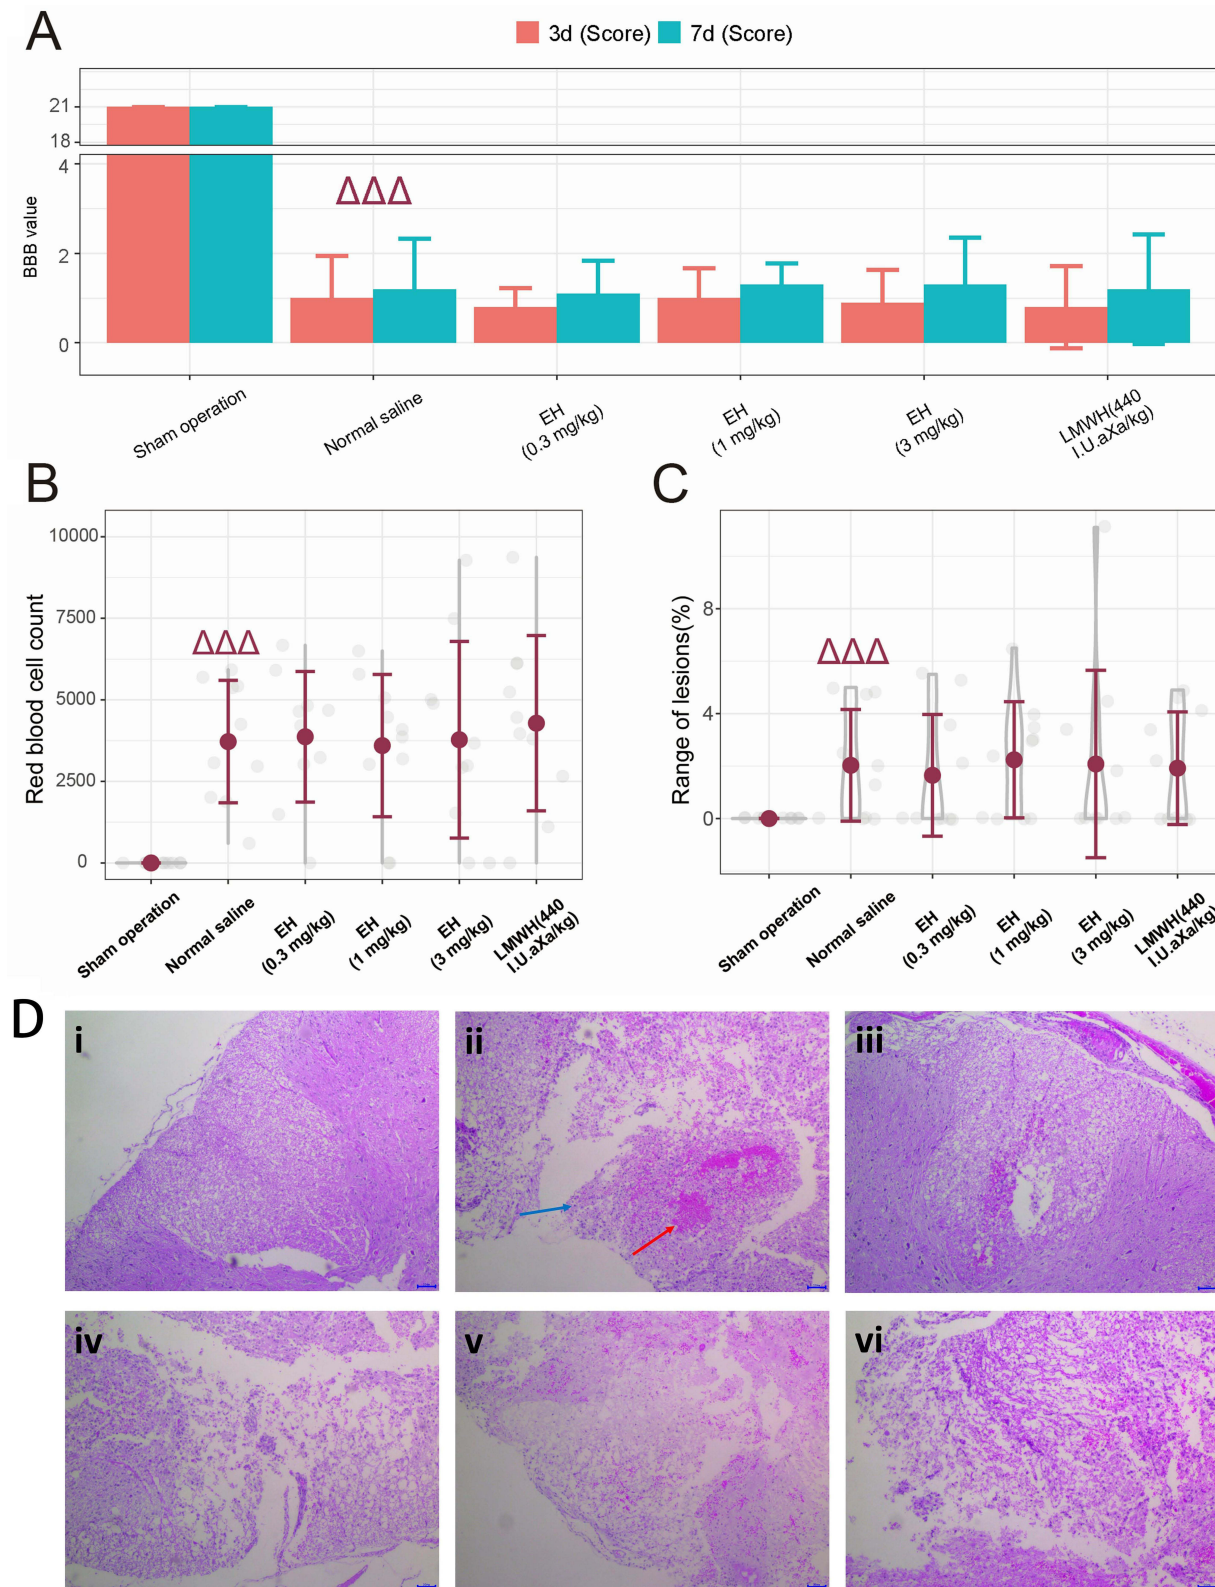 A
3d (Score) 7d (Score)
BBB value
21
18
4
2
0
ΔΔΔ
Sham operation
Normal saline
EH
(0.3 mg/kg)
EH
(1 mg/kg)
EH
(3 mg/kg)
LMWH(440
I.U.aXa/kg)
B
Red blood cell count
10000
7500
5000
2500
0
ΔΔΔ
Sham operation
Normal saline
EH
(0.3 mg/kg)
EH
(1 mg/kg)
EH
(3 mg/kg)
LMWH(440
I.U.aXa/kg)
C
Range of lesions(%)
8
4
0
ΔΔΔ
Sham operation
Normal saline
EH
(0.3 mg/kg)
EH
(1 mg/kg)
EH
(3 mg/kg)
LMWH(440
I.U.aXa/kg)
D
i
ii
iii
iv
v
vi